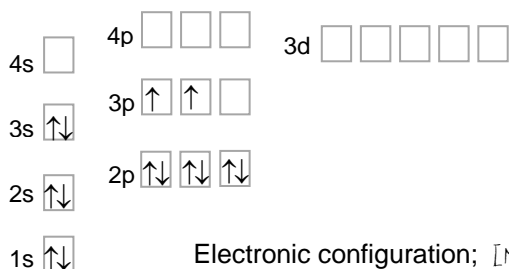 4p
3d
4s
3p ↑ ↑
3s ↑↓
2p ↑↓ ↑↓ ↑↓
2s ↑↓
1s ↑↓
Electronic configuration; [